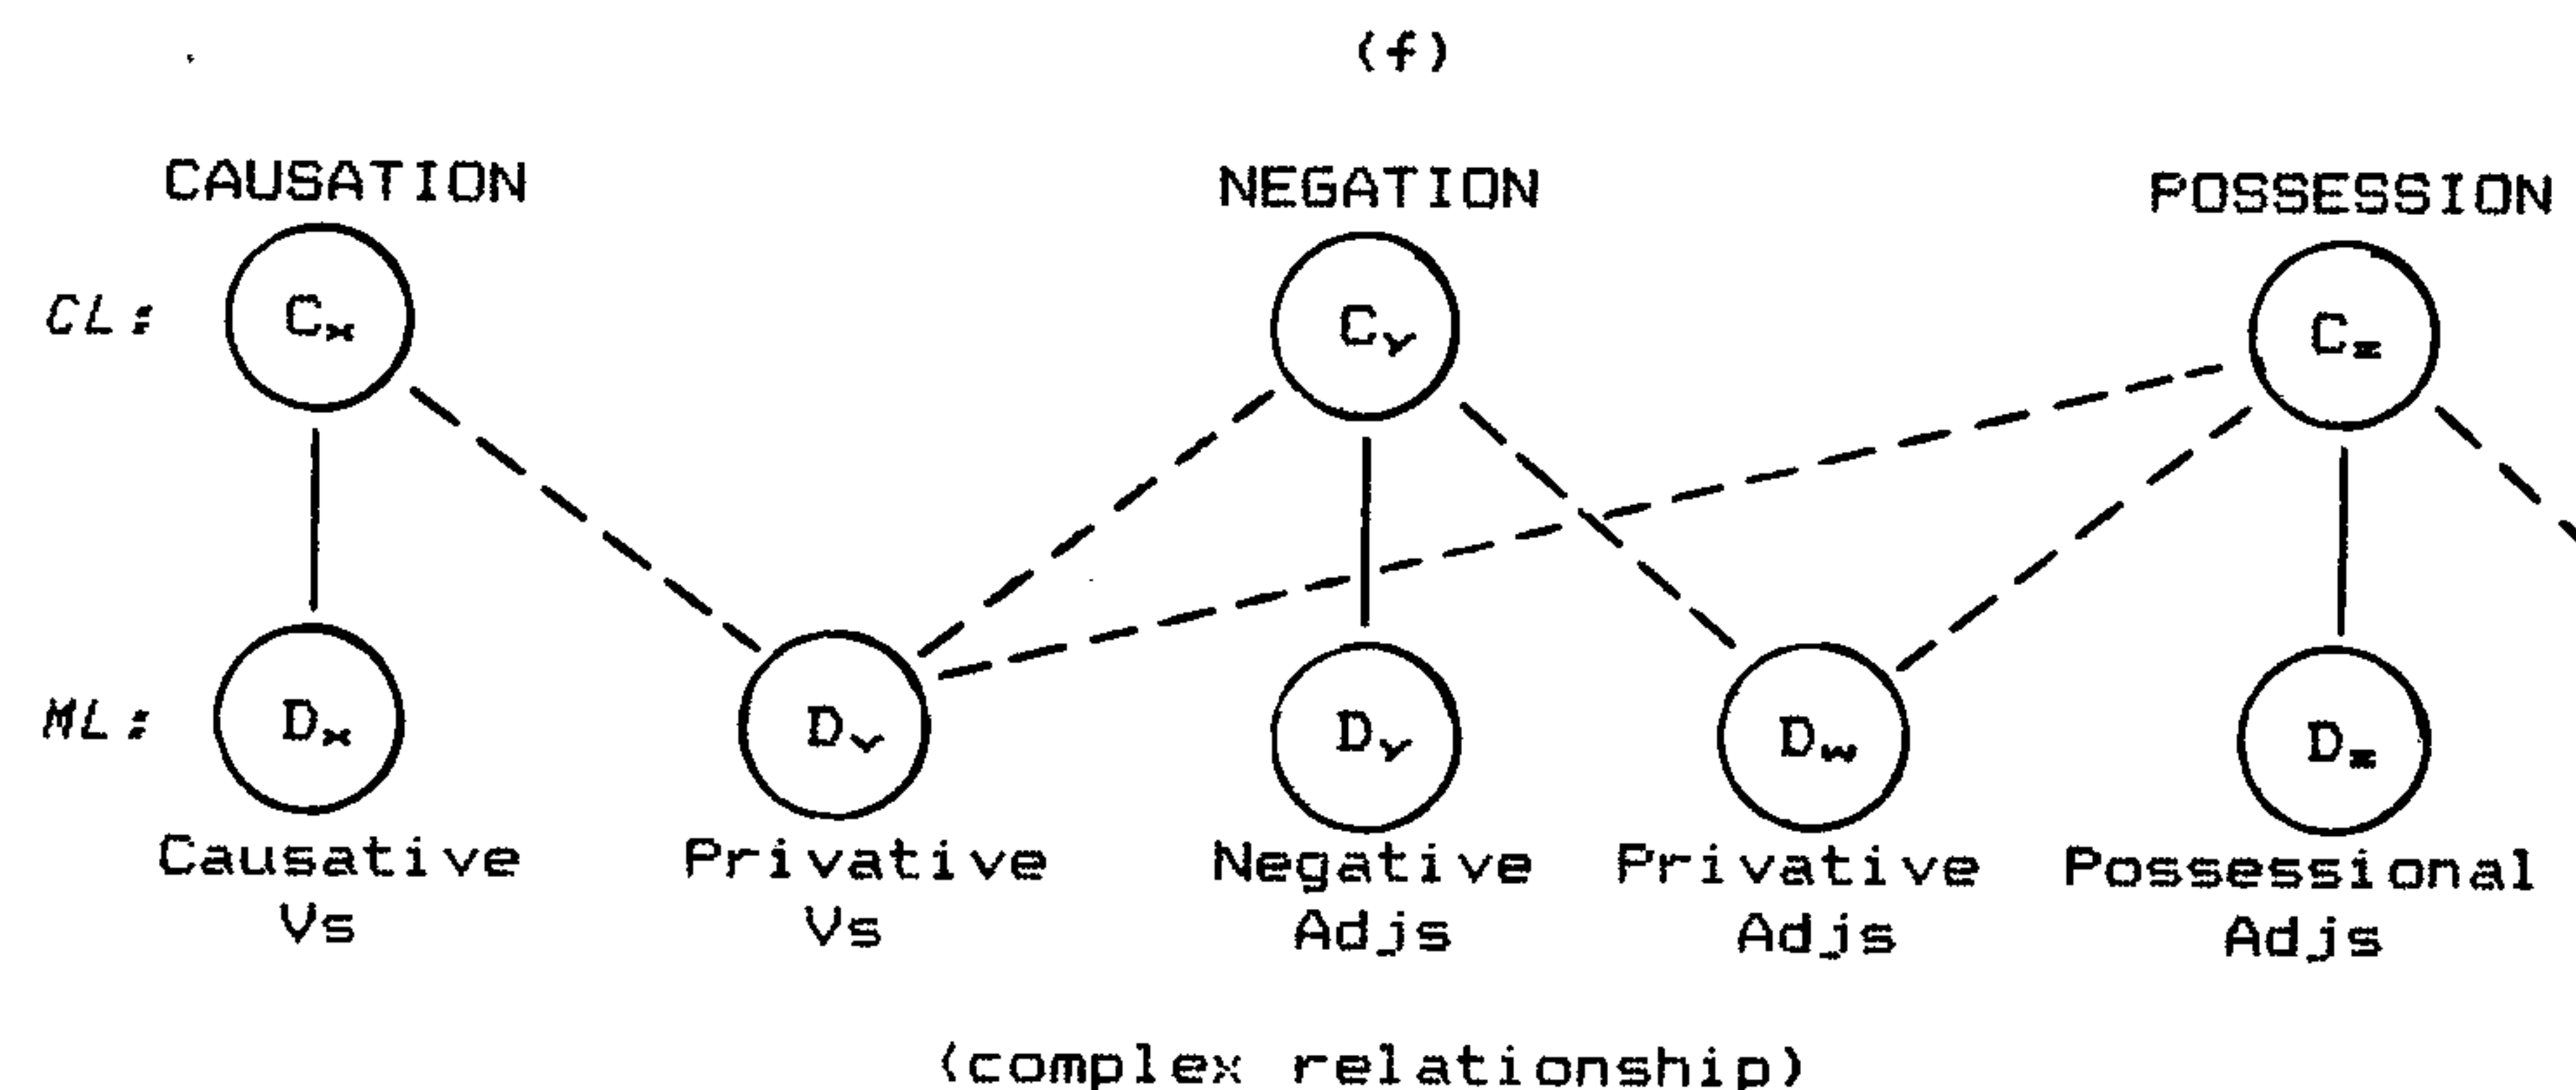 (f)
CAUSATION NEGATION POSSESSION
CL: Cx Cy Cz
ML: Dx Dv Dy Dw Dz
Causative Privative Negative Privative Possessional
Vs Vs Adjs Adjs Adjs
(complex relationship)